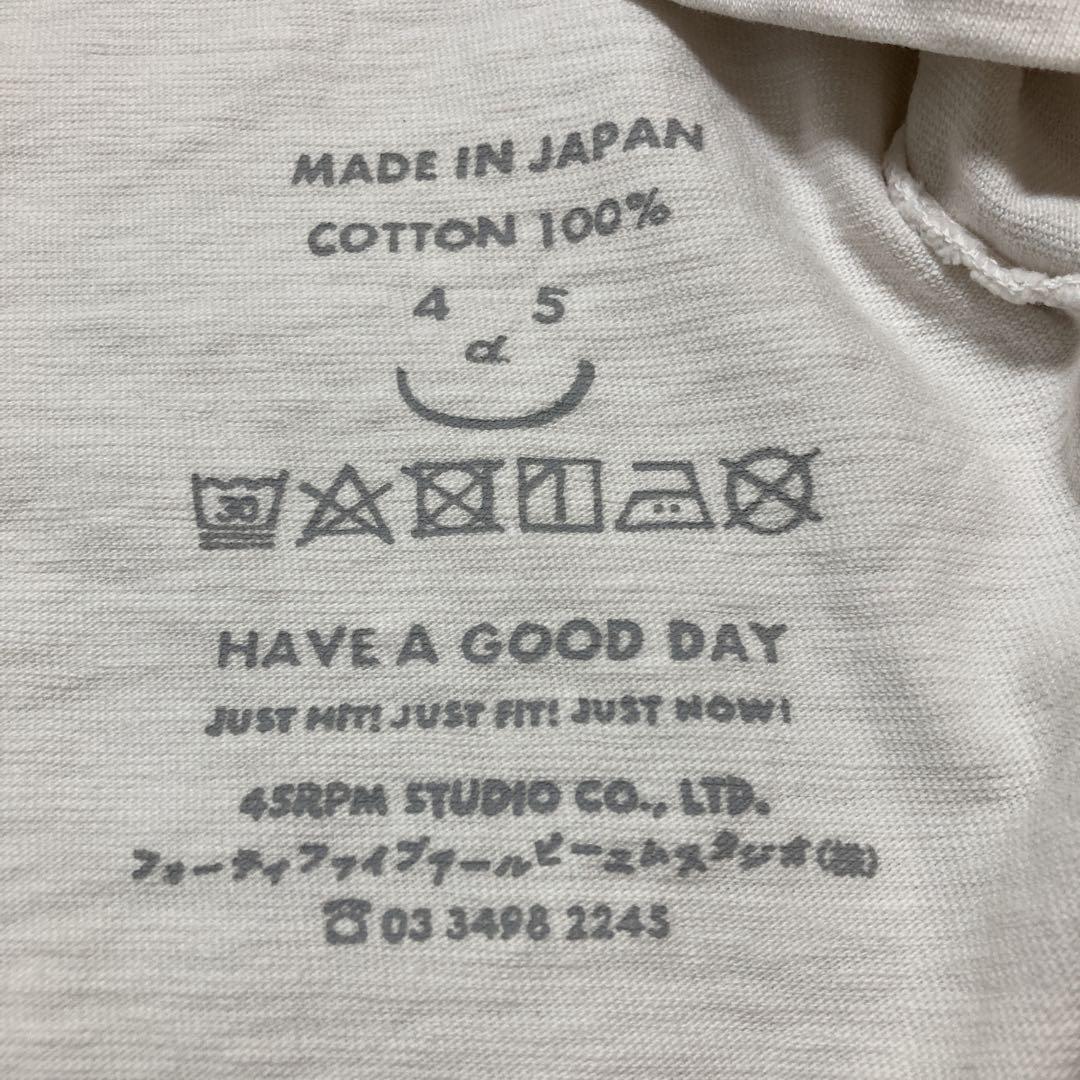 MADE IN JAPAN
COTTON 100%
4 5
α
30
HAVE A GOOD DAY
JUST HIT! JUST FIT! JUST NOW!
45RPM STUDIO CO., LTD.
フォーティファイブアールピーエムスタジオ(株)
☎03 3498 2245